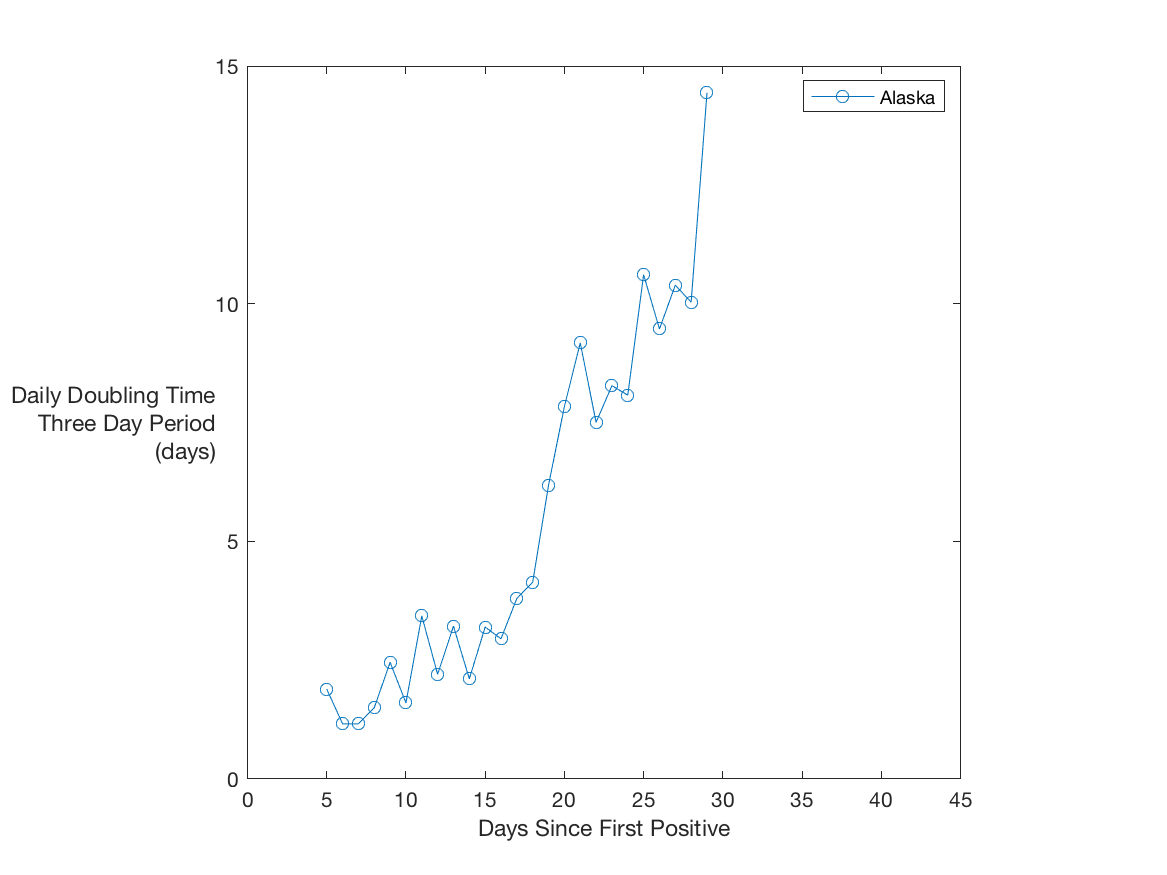 15
Alaska
10
Daily Doubling Time
Three Day Period
(days)
5
0
0 5 10 15 20 25 30 35 40 45
Days Since First Positive